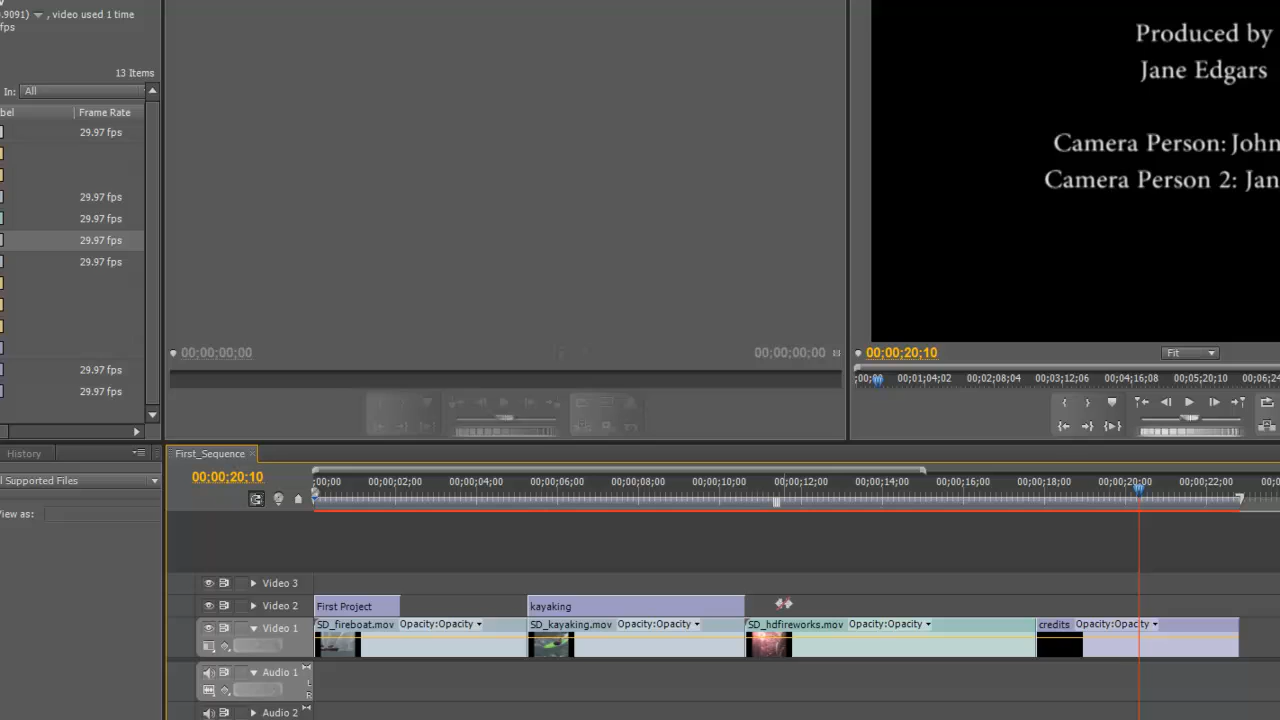 .9091) , video used 1 time
fps
13 Items
In: All
bel Frame Rate
29.97 fps
29.97 fps
29.97 fps
29.97 fps
29.97 fps
29.97 fps
29.97 fps
Produced by
Jane Edgars
Camera Person: John
Camera Person 2: Jan
00;00;00;00 00;00;00;00
00;00;20;10 Fit
;00;00 00;01;04;02 00;02;08;04 00;03;12;06 00;04;16;08 00;05;20;10 00;06;24
History
l Supported Files
View as:
First_Sequence
00;00;20;10
;00;00 00;00;02;00 00;00;04;00 00;00;06;00 00;00;08;00 00;00;10;00 00;00;12;00 00;00;14;00 00;00;16;00 00;00;18;00 00;00;20;00 00;00;22;00 00;0
Video 3
Video 2 First Project kayaking
Video 1 SD_fireboat.mov Opacity:Opacity SD_kayaking.mov Opacity:Opacity SD_hdfireworks.mov Opacity:Opacity credits Opacity:Opacity
Audio 1
L
R
Audio 2